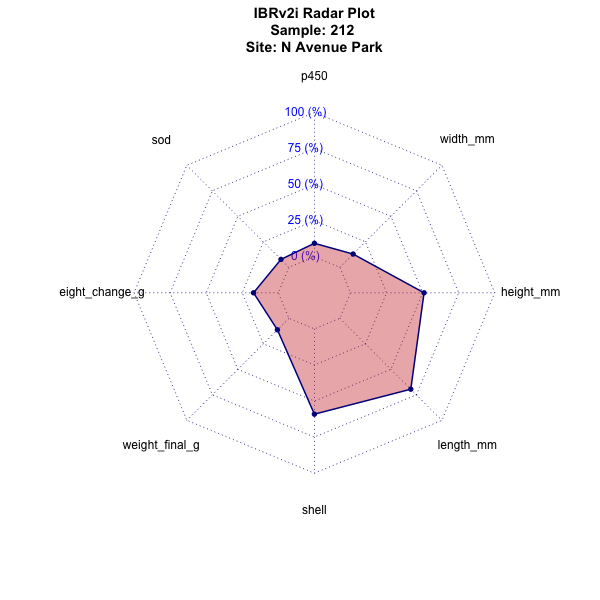 IBRv2i Radar Plot
Sample: 212
Site: N Avenue Park
p450
100 (%)
sod
width_mm
75 (%)
50 (%)
25 (%)
0 (%)
eight_change_g
height_mm
weight_final_g
length_mm
shell